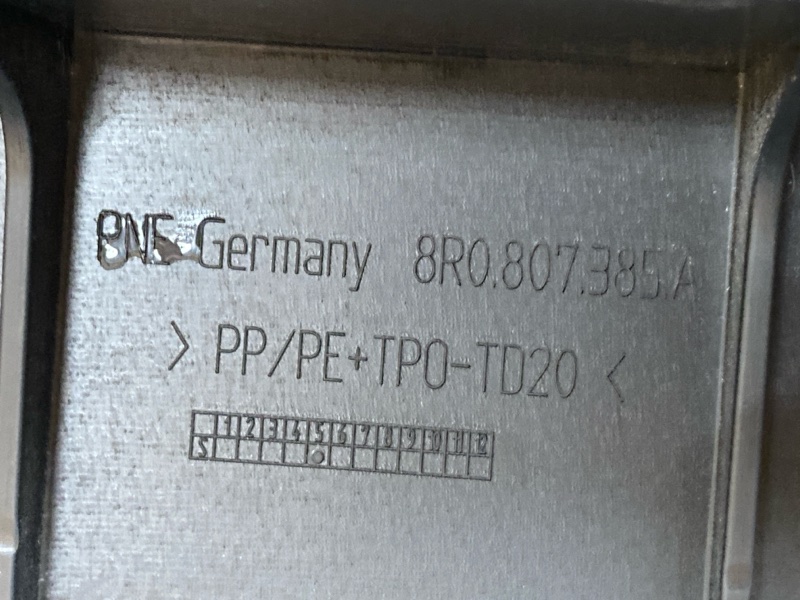 PNE Germany 8R0.807.385.A
> PP/PE+TPO-TD20 <
1 2 3 4 5 6 7 8 9 10 11 12
S